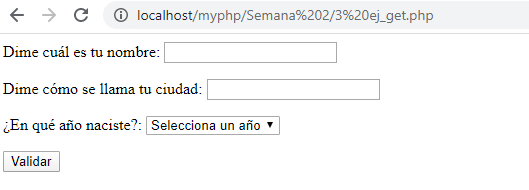 localhost/myphp/Semana%202/3%20ej_get.php
Dime cuál es tu nombre:
Dime cómo se llama tu ciudad:
¿En qué año naciste?: Selecciona un año
Validar